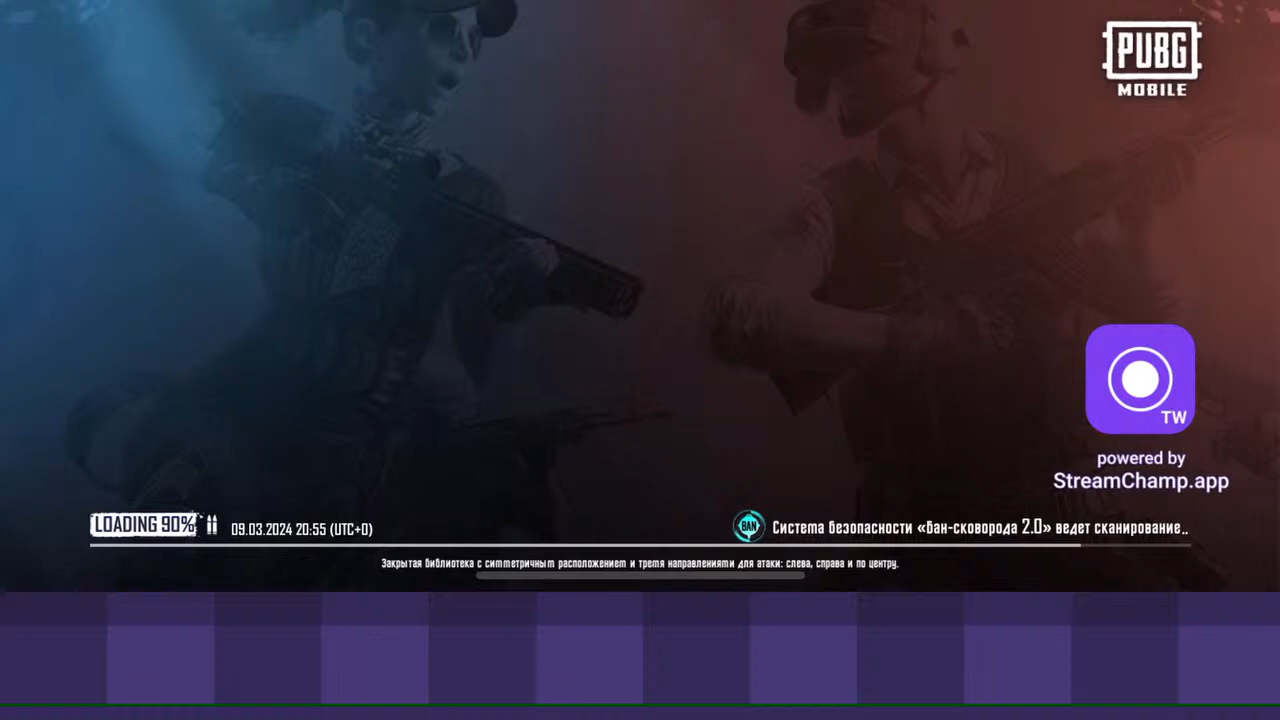 PUBG
MOBILE
TW
powered by
StreamChamp.app
LOADING 90%
09.03.2024 20:55 (UTC+0)
BAN
Система безопасности «бан-сковорода 2.0» ведет сканирование..
Закрытая библиотека с симметричным расположением и тремя направлениями для атаки: слева, справа и по центру.